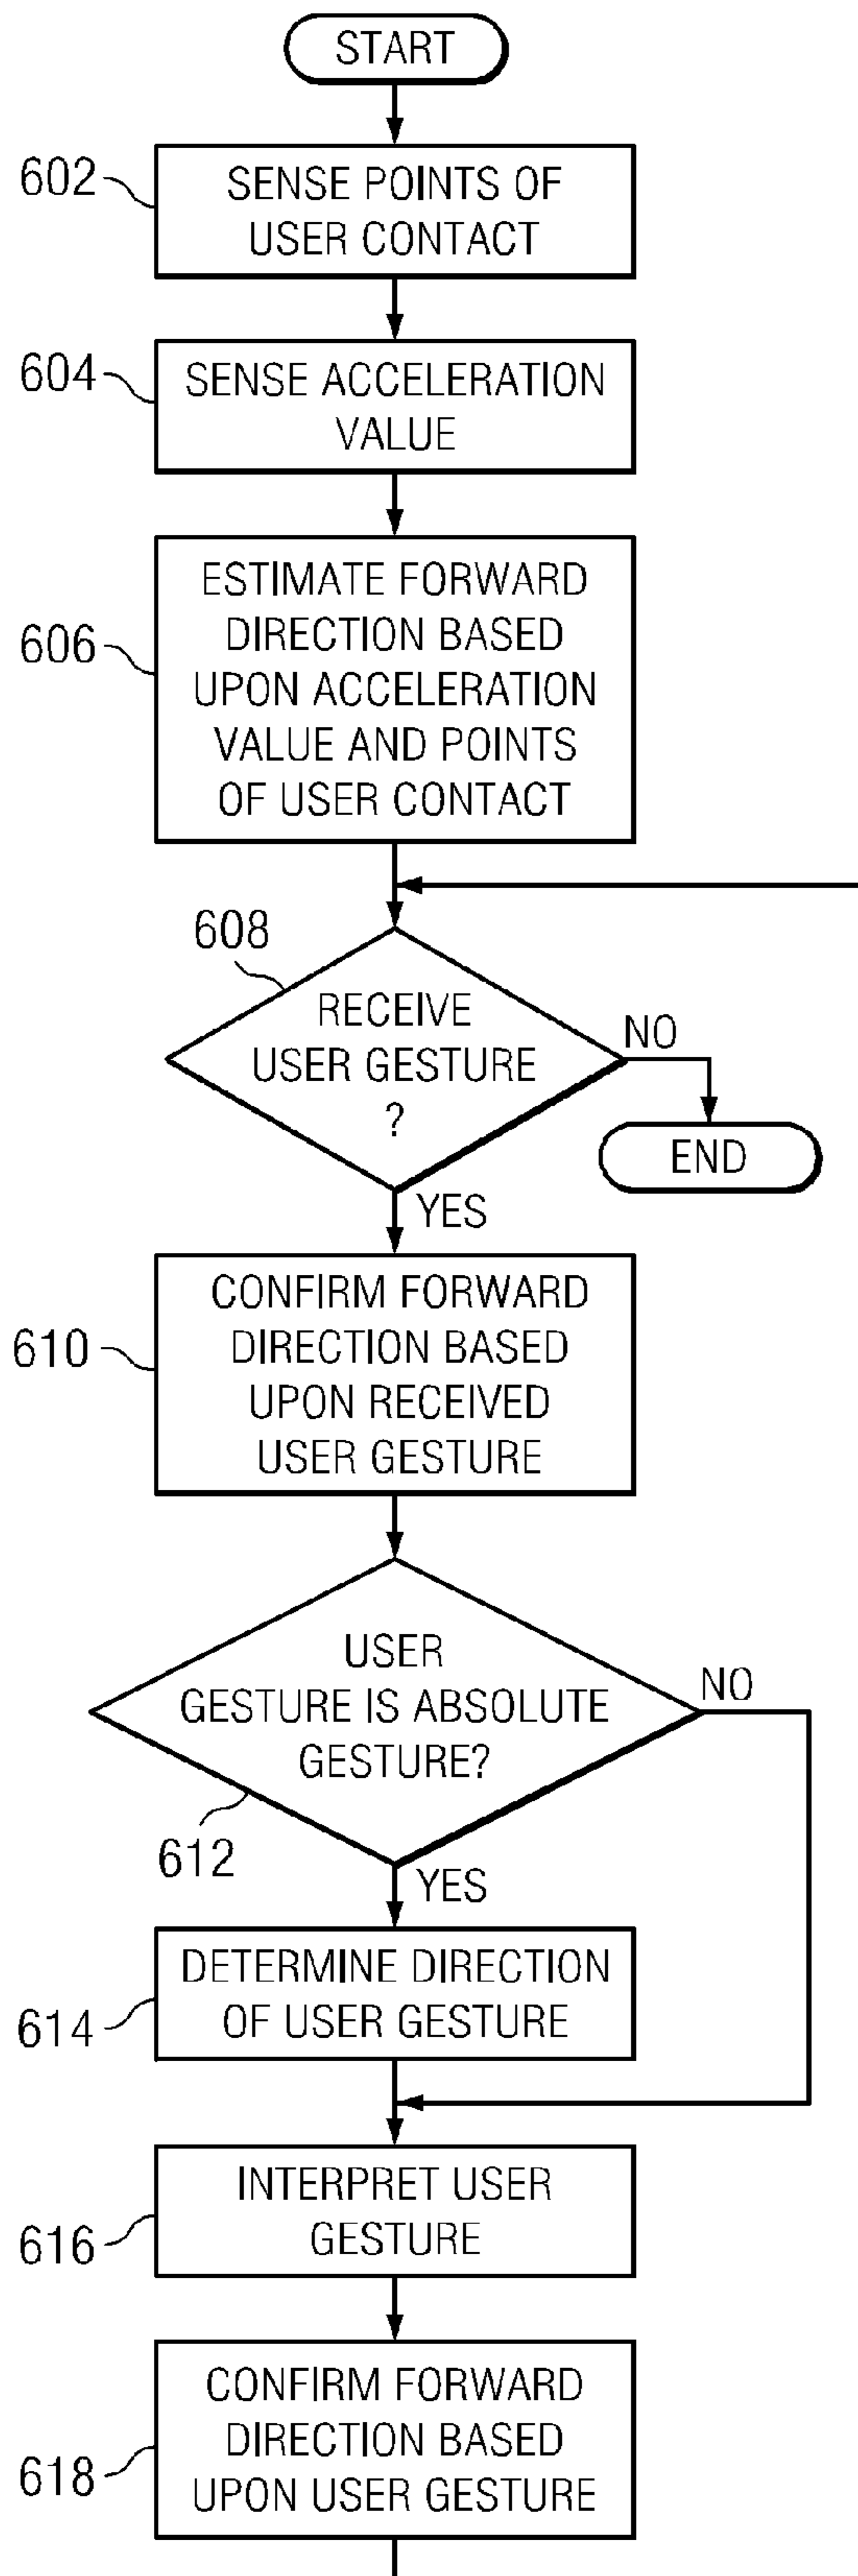 START
602
SENSE POINTS OF
USER CONTACT
604
SENSE ACCELERATION
VALUE
606
ESTIMATE FORWARD
DIRECTION BASED
UPON ACCELERATION
VALUE AND POINTS
OF USER CONTACT
608
RECEIVE
USER GESTURE
?
NO
END
YES
610
CONFIRM FORWARD
DIRECTION BASED
UPON RECEIVED
USER GESTURE
USER
GESTURE IS ABSOLUTE
GESTURE?
NO
612
YES
614
DETERMINE DIRECTION
OF USER GESTURE
616
INTERPRET USER
GESTURE
618
CONFIRM FORWARD
DIRECTION BASED
UPON USER GESTURE